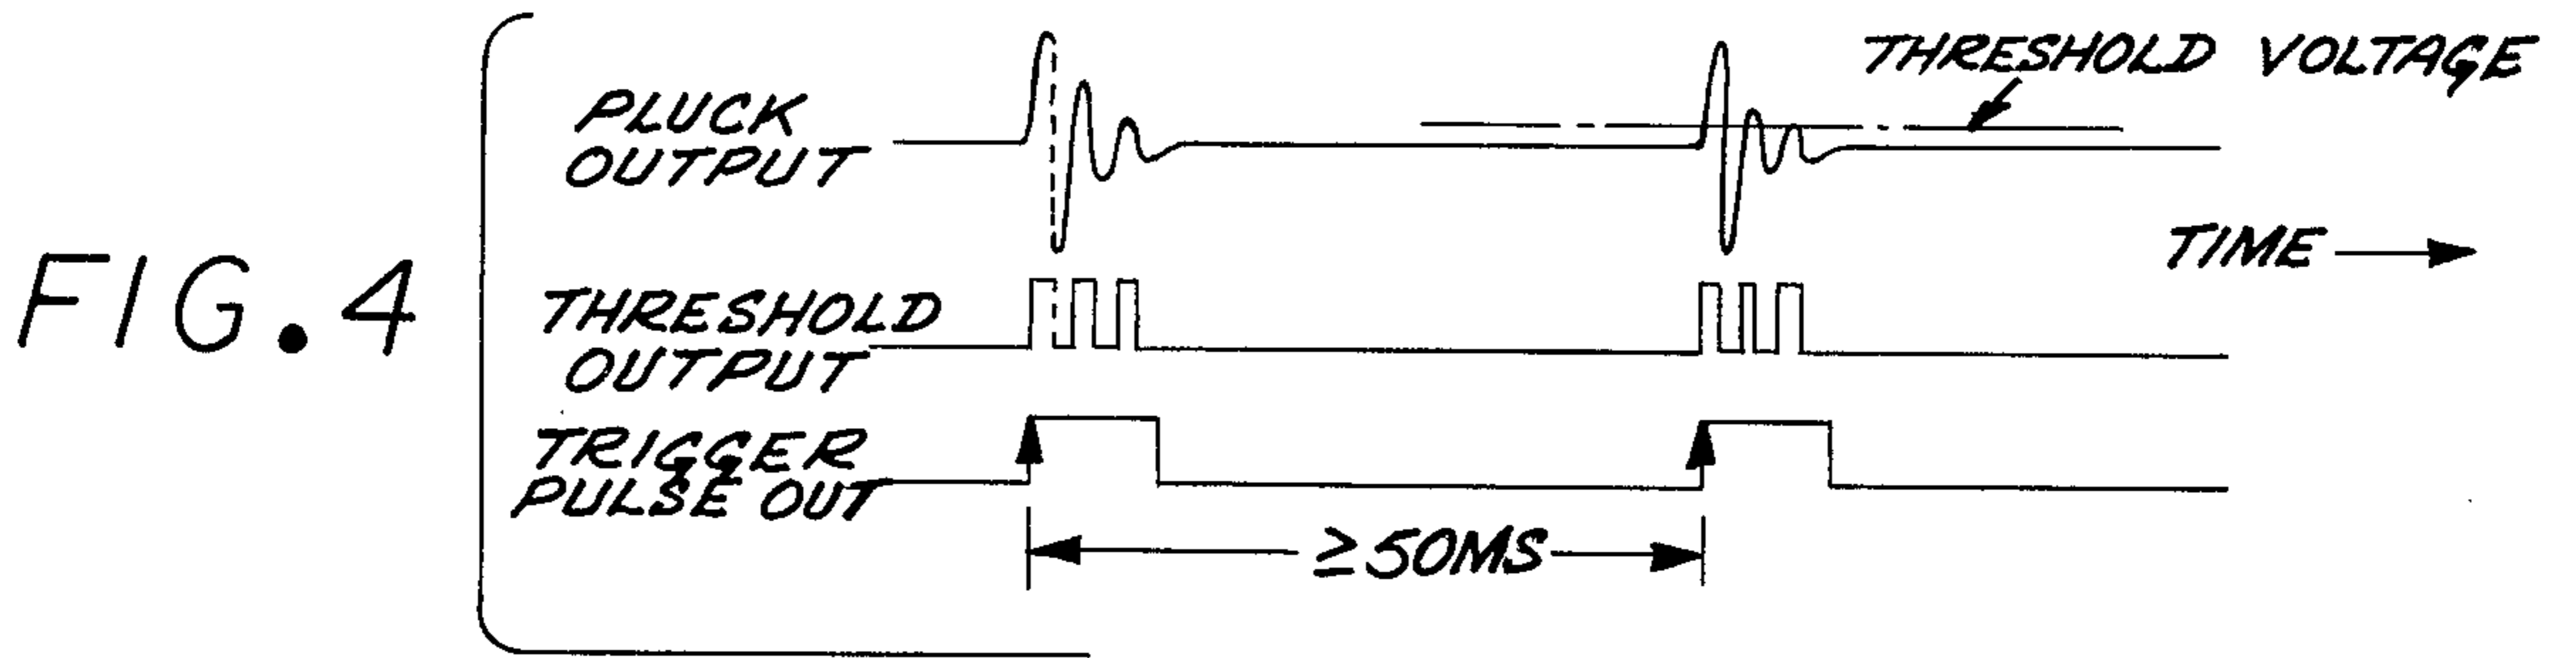 FIG. 4
PLUCK
OUTPUT
THRESHOLD VOLTAGE
TIME
THRESHOLD
OUTPUT
TRIGGER
PULSE OUT
≥50MS